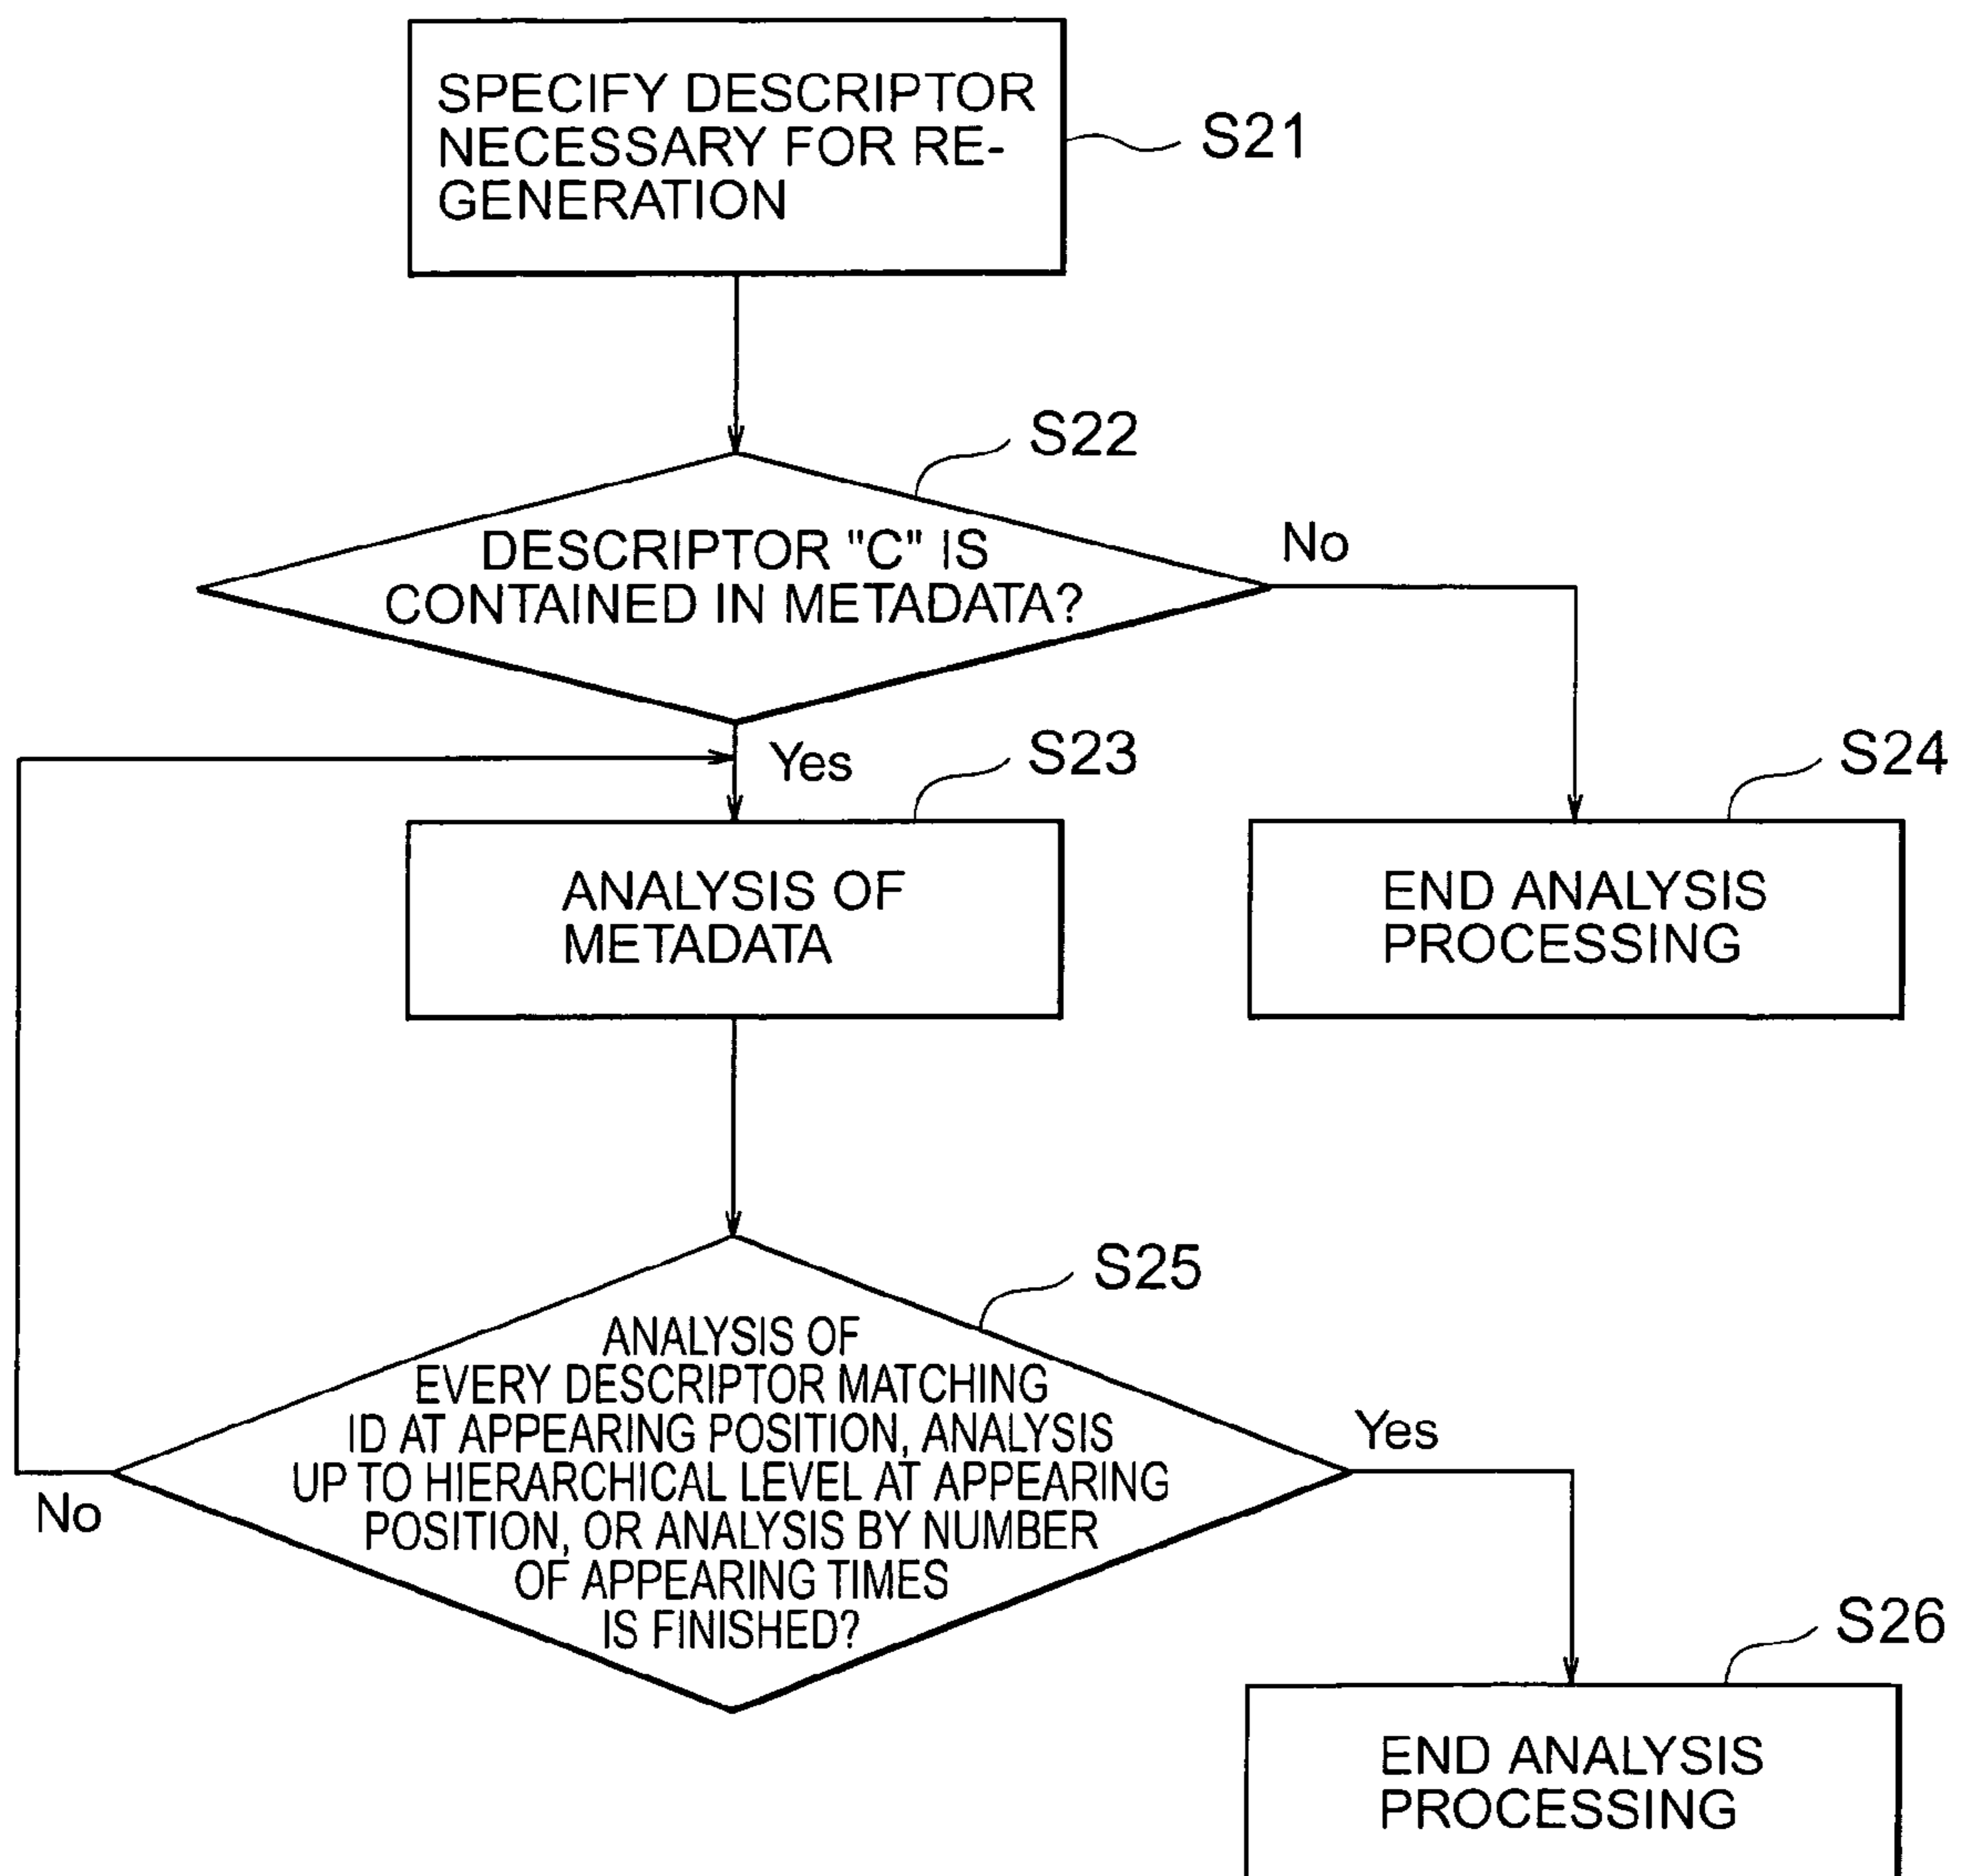 SPECIFY DESCRIPTOR
NECESSARY FOR RE-
GENERATION
S21
S22
DESCRIPTOR "C" IS
CONTAINED IN METADATA?
No
Yes
S23
S24
ANALYSIS OF
METADATA
END ANALYSIS
PROCESSING
S25
ANALYSIS OF
EVERY DESCRIPTOR MATCHING
ID AT APPEARING POSITION, ANALYSIS
UP TO HIERARCHICAL LEVEL AT APPEARING
POSITION, OR ANALYSIS BY NUMBER
OF APPEARING TIMES
IS FINISHED?
Yes
No
S26
END ANALYSIS
PROCESSING